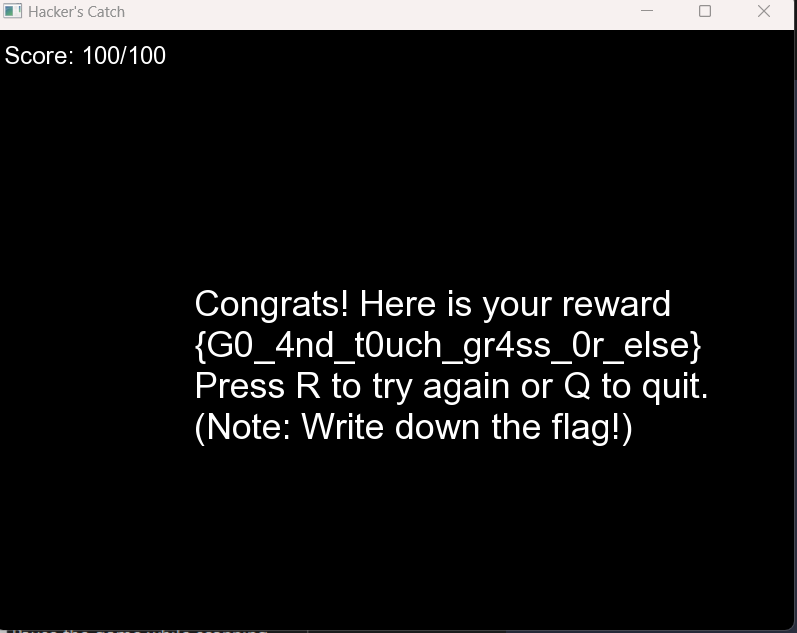 Hacker's Catch
Score: 100/100
Congrats! Here is your reward
{G0_4nd_t0uch_gr4ss_0r_else}
Press R to try again or Q to quit.
(Note: Write down the flag!)